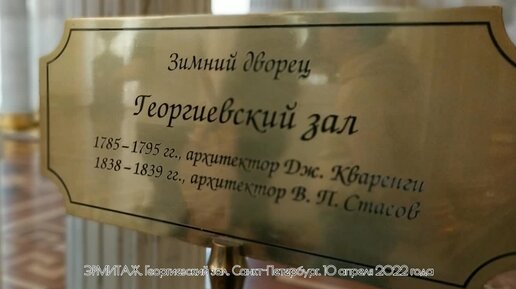 Зимний дворец
Георгиевский зал
1785–1795 гг., архитектор Дж. Кваренги
1838–1839 гг., архитектор В. П. Стасов
ЭРМИТАЖ. Георгиевский зал. Санкт-Петербург. 10 апреля 2022 года